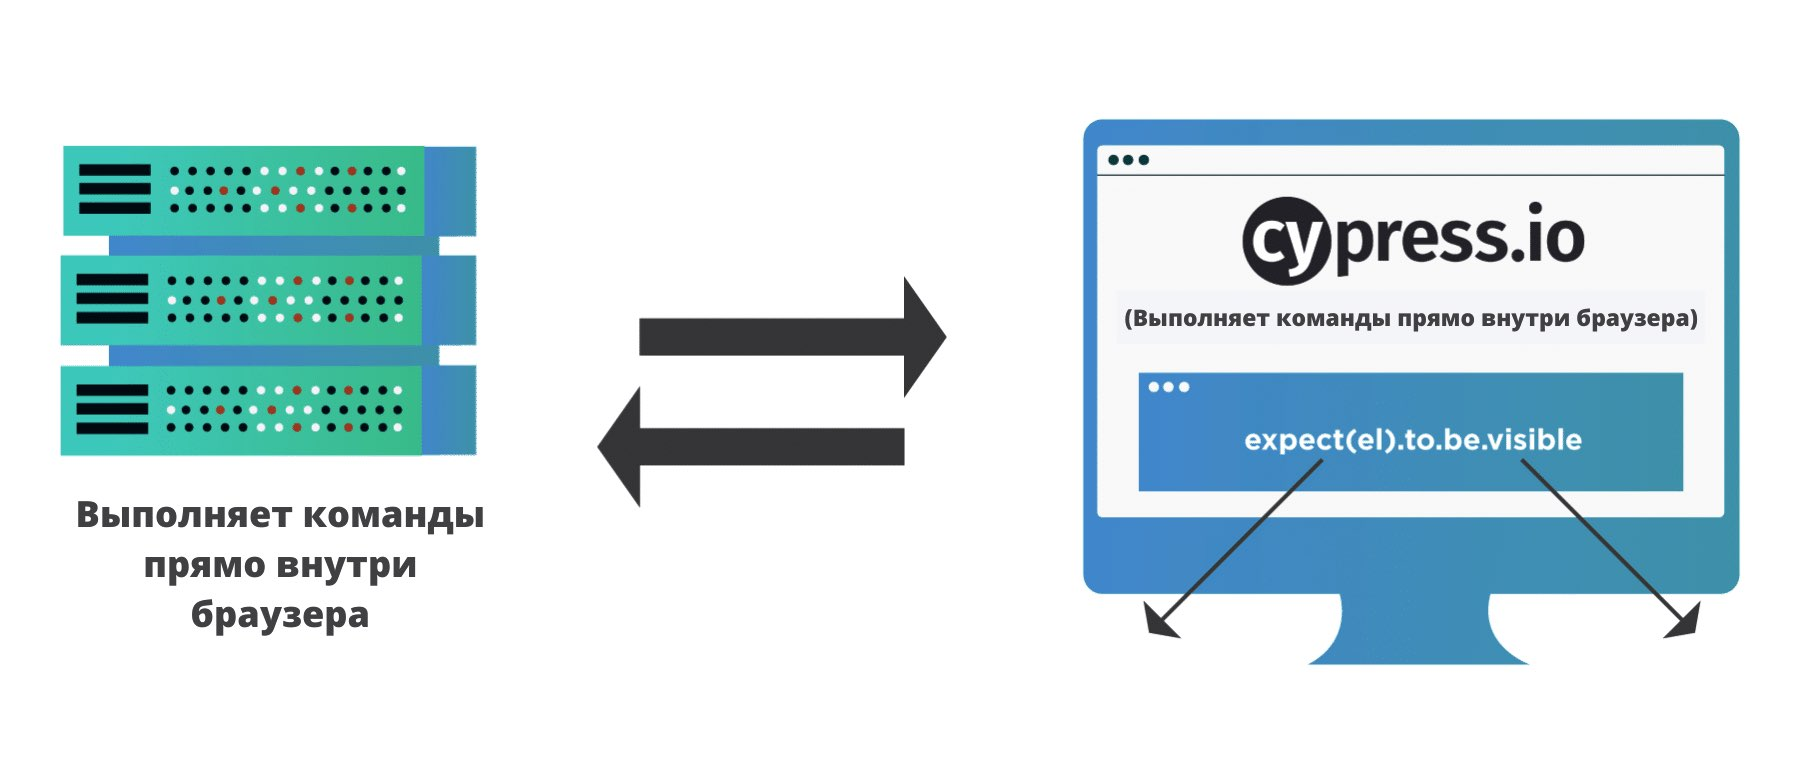 Выполняет команды
прямо внутри
браузера
cypress.io
(Выполняет команды прямо внутри браузера)
expect(el).to.be.visible